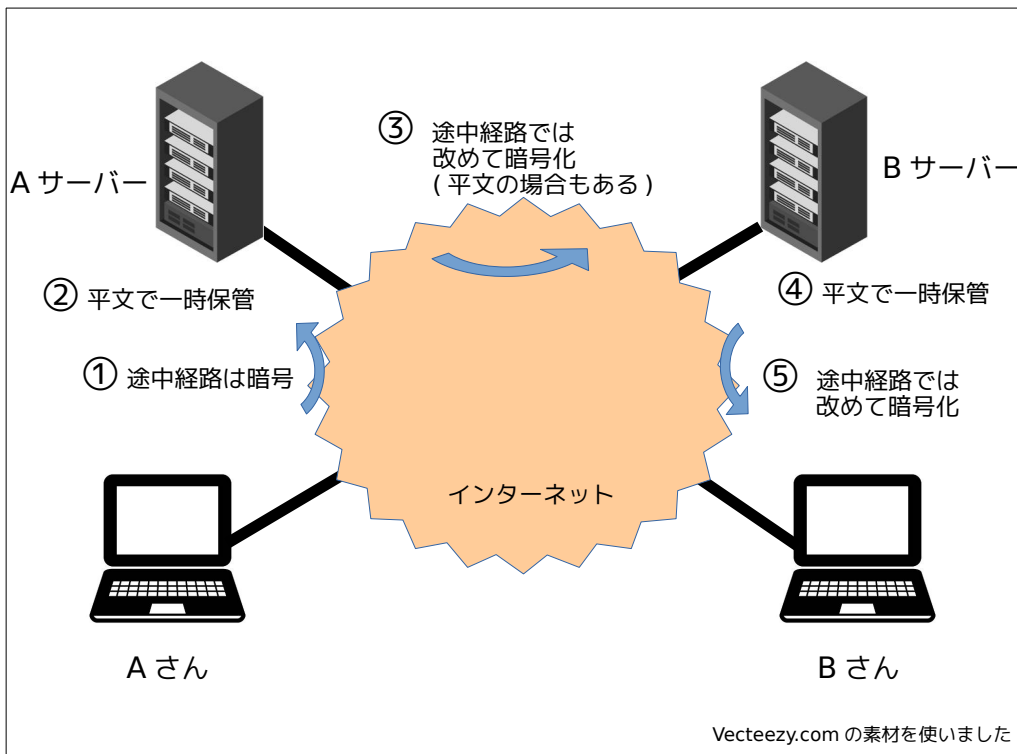 ③ 途中経路では
改めて暗号化
( 平文の場合もある )
A サーバー
B サーバー
② 平文で一時保管
④ 平文で一時保管
① 途中経路は暗号
⑤ 途中経路では
改めて暗号化
インターネット
A さん
B さん
Vecteezy.com の素材を使いました